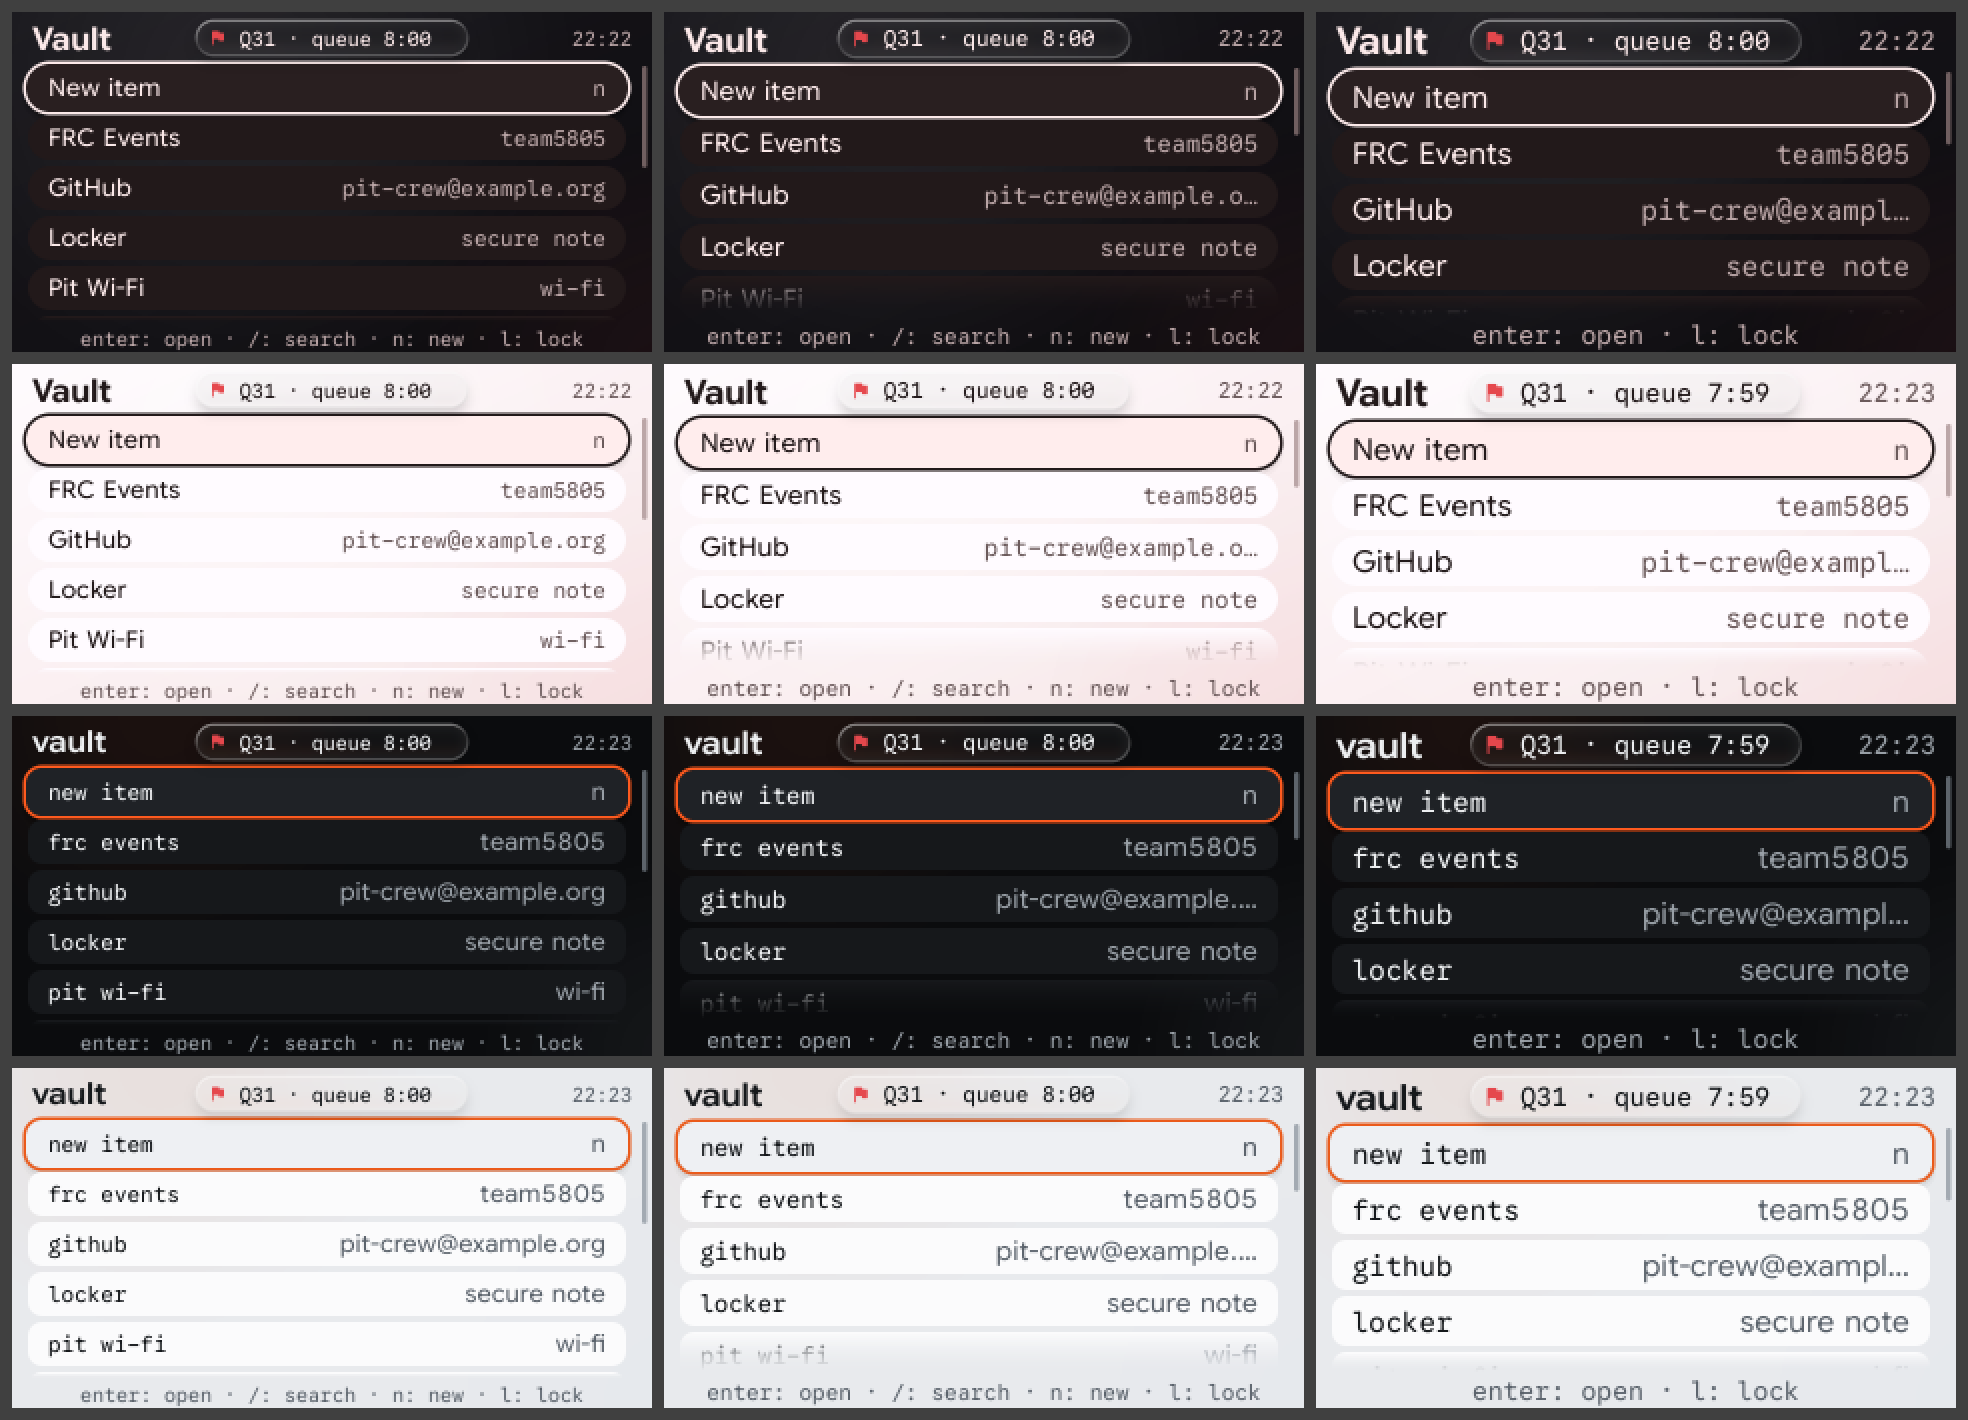 Vault Q31 · queue 8:00 22:22
New item n
FRC Events team5805
GitHub pit-crew@example.org
Locker secure note
Pit Wi-Fi wi-fi
enter: open · /: search · n: new · l: lock
Vault Q31 · queue 8:00 22:22
New item n
FRC Events team5805
GitHub pit-crew@example.o…
Locker secure note
Pit Wi-Fi wi-fi
enter: open · /: search · n: new · l: lock
Vault Q31 · queue 8:00 22:22
New item n
FRC Events team5805
GitHub pit-crew@exampl…
Locker secure note
enter: open · l: lock
Vault Q31 · queue 8:00 22:22
New item n
FRC Events team5805
GitHub pit-crew@example.org
Locker secure note
Pit Wi-Fi wi-fi
enter: open · /: search · n: new · l: lock
Vault Q31 · queue 8:00 22:22
New item n
FRC Events team5805
GitHub pit-crew@example.o…
Locker secure note
Pit Wi-Fi wi-fi
enter: open · /: search · n: new · l: lock
Vault Q31 · queue 7:59 22:23
New item n
FRC Events team5805
GitHub pit-crew@exampl…
Locker secure note
enter: open · l: lock
vault Q31 · queue 8:00 22:23
new item n
frc events team5805
github pit-crew@example.org
locker secure note
pit wi-fi wi-fi
enter: open · /: search · n: new · l: lock
vault Q31 · queue 8:00 22:23
new item n
frc events team5805
github pit-crew@example.…
locker secure note
pit wi-fi wi-fi
enter: open · /: search · n: new · l: lock
vault Q31 · queue 7:59 22:23
new item n
frc events team5805
github pit-crew@exampl…
locker secure note
enter: open · l: lock
vault Q31 · queue 8:00 22:23
new item n
frc events team5805
github pit-crew@example.org
locker secure note
pit wi-fi wi-fi
enter: open · /: search · n: new · l: lock
vault Q31 · queue 8:00 22:23
new item n
frc events team5805
github pit-crew@example.…
locker secure note
pit wi-fi wi-fi
enter: open · /: search · n: new · l: lock
vault Q31 · queue 7:59 22:23
new item n
frc events team5805
github pit-crew@exampl…
locker secure note
enter: open · l: lock